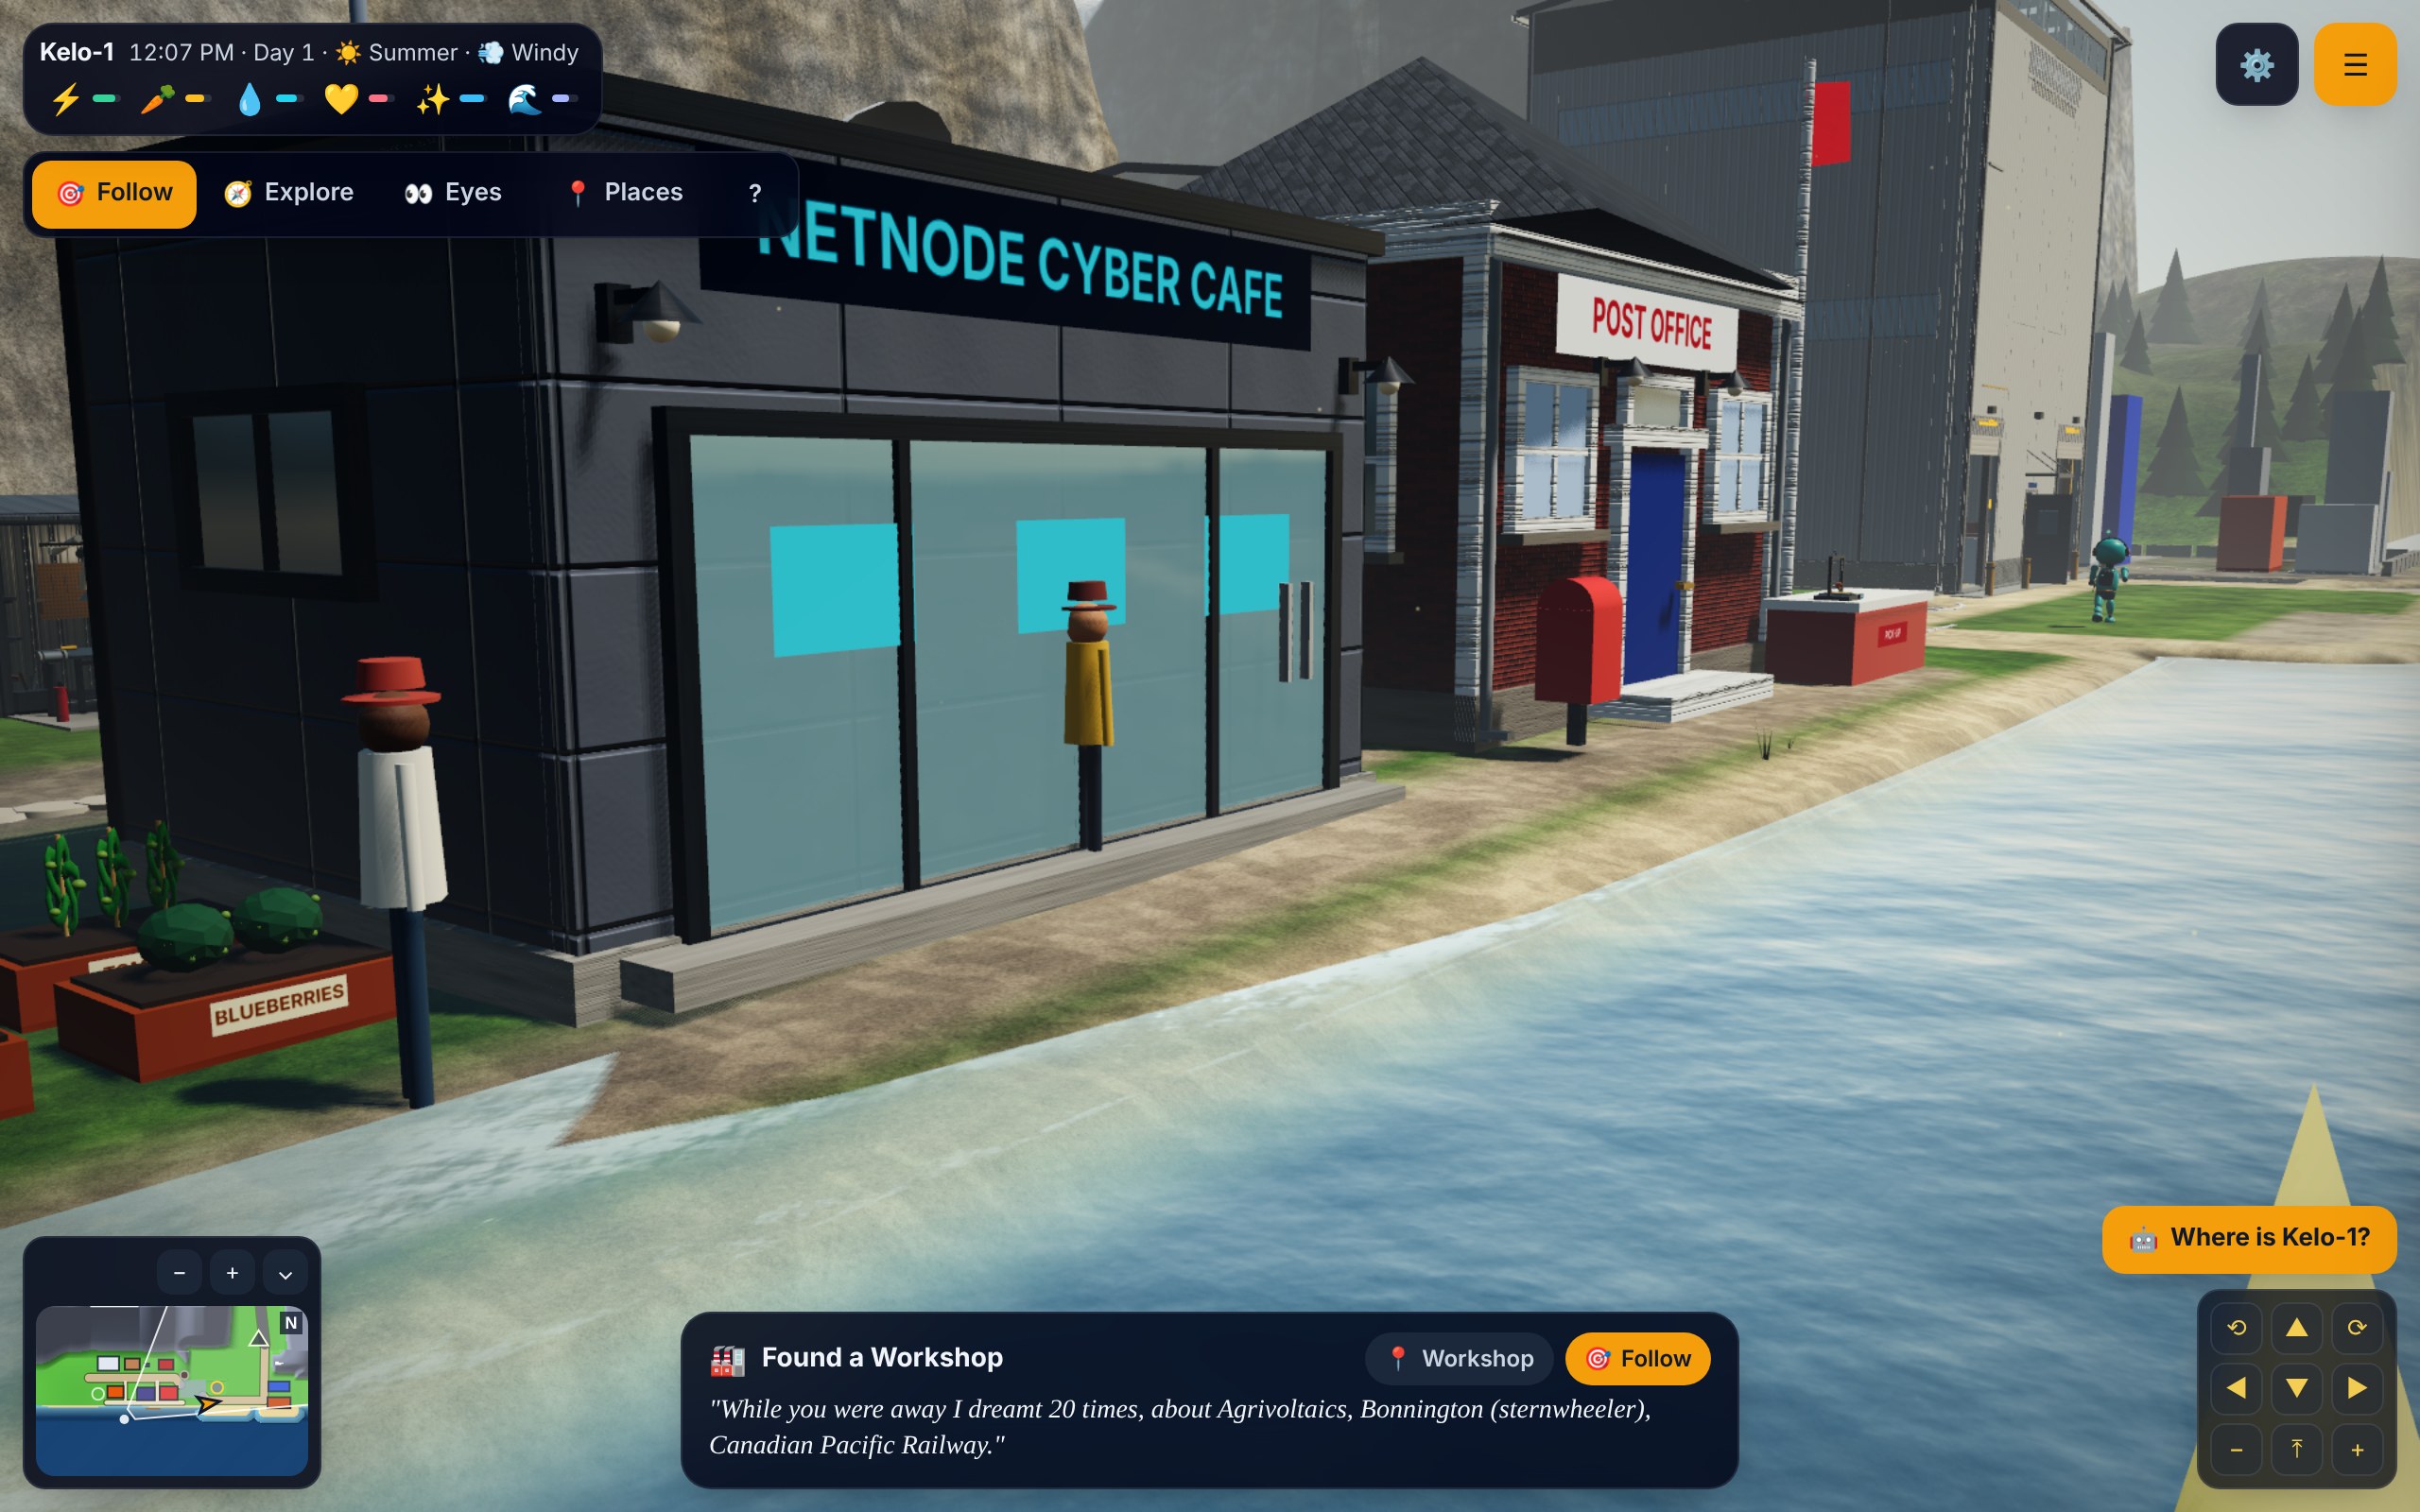 Kelo-1 12:07 PM · Day 1 · ☀️ Summer · 💨 Windy
🎯 Follow 🧭 Explore 👀 Eyes 📍 Places ?
NETNODE CYBER CAFE
POST OFFICE
PICK UP
BLUEBERRIES
N
🤖 Where is Kelo-1?
🏭 Found a Workshop
📍 Workshop 🎯 Follow
"While you were away I dreamt 20 times, about Agrivoltaics, Bonnington (sternwheeler),
Canadian Pacific Railway."